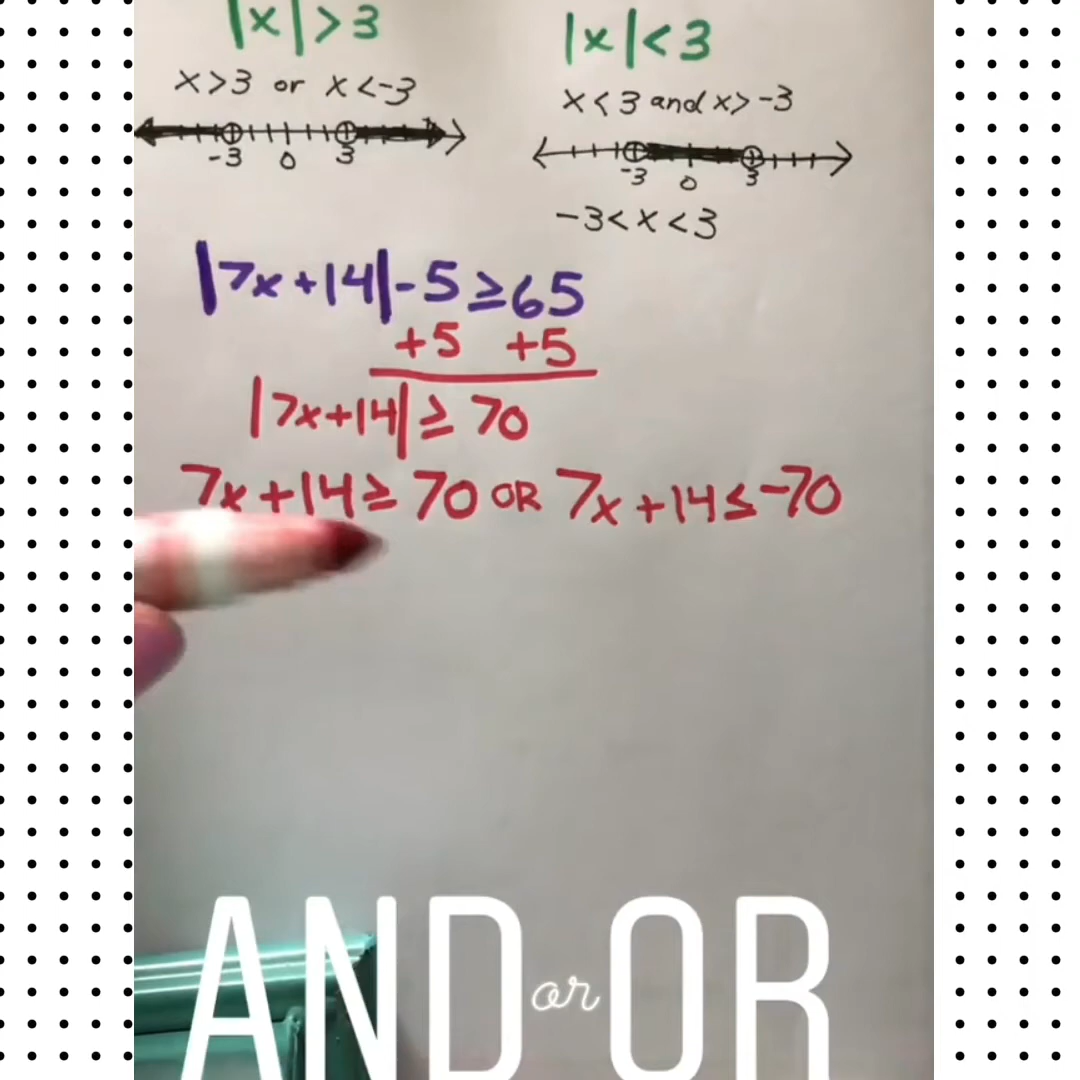 |x|>3
|x|<3
x>3 or x<-3
x<3 and x>-3
-3 0 3
-3 0 3
-3<x<3
|7x+14|-5≥65
+5 +5
|7x+14|≥70
7x+14≥70 OR 7x+14≤-70
AND or OR